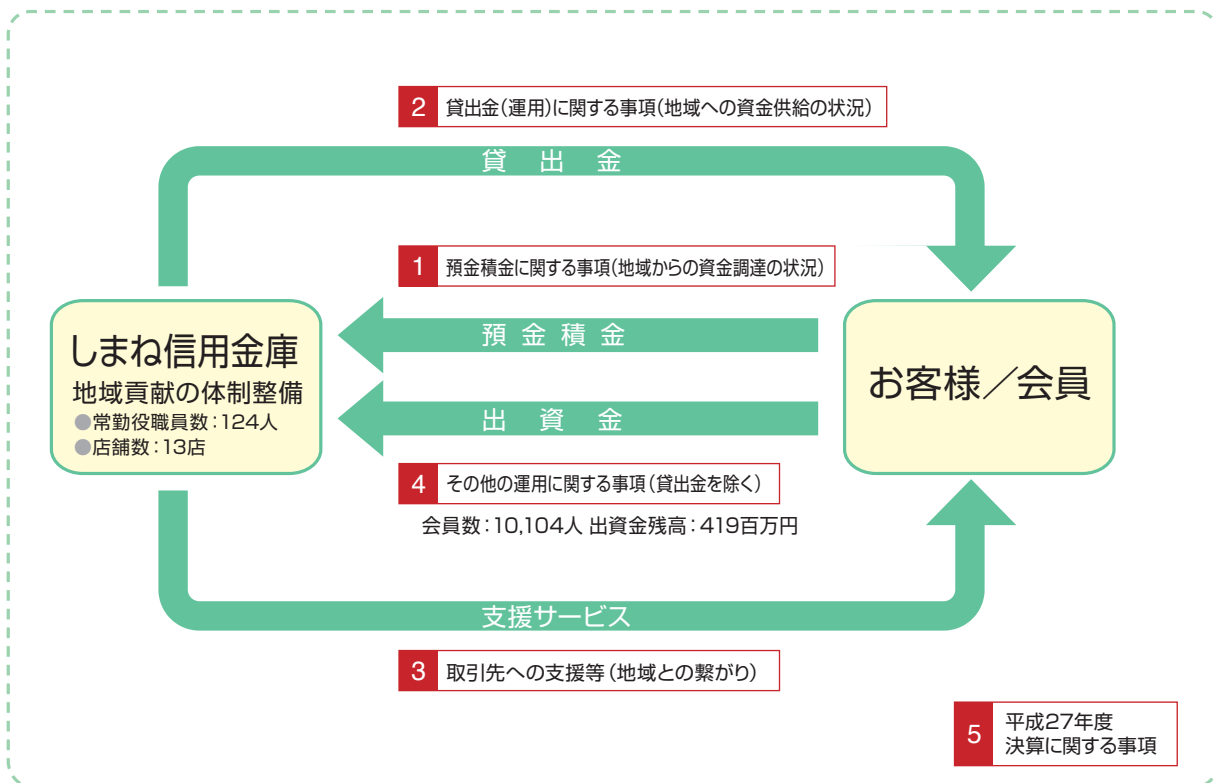 2 貸出金(運用)に関する事項(地域への資金供給の状況)
貸出金
1 預金積金に関する事項(地域からの資金調達の状況)
預金積金
しまね信用金庫
地域貢献の体制整備
●常勤役職員数:124人
●店舗数:13店
お客様/会員
出資金
4 その他の運用に関する事項(貸出金を除く)
会員数:10,104人 出資金残高:419百万円
支援サービス
3 取引先への支援等(地域との繋がり)
5 平成27年度
決算に関する事項